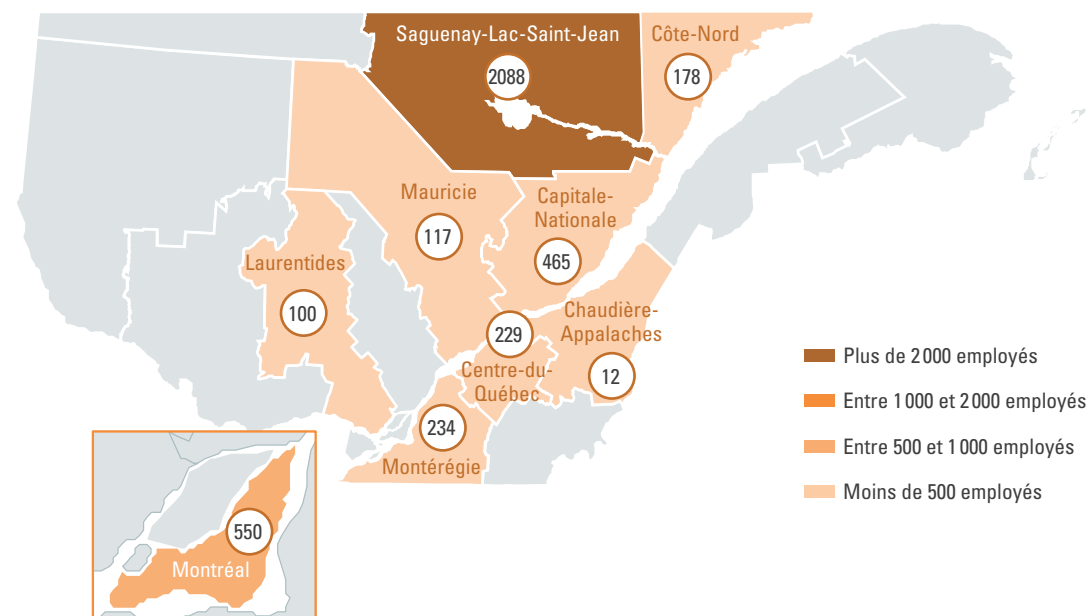 Saguenay-Lac-Saint-Jean
2088
Côte-Nord
178
Mauricie
117
Capitale-
Nationale
465
Laurentides
100
Chaudière-
Appalaches
12
229
Centre-du-
Québec
234
Montérégie
550
Montréal
Plus de 2 000 employés
Entre 1 000 et 2 000 employés
Entre 500 et 1 000 employés
Moins de 500 employés